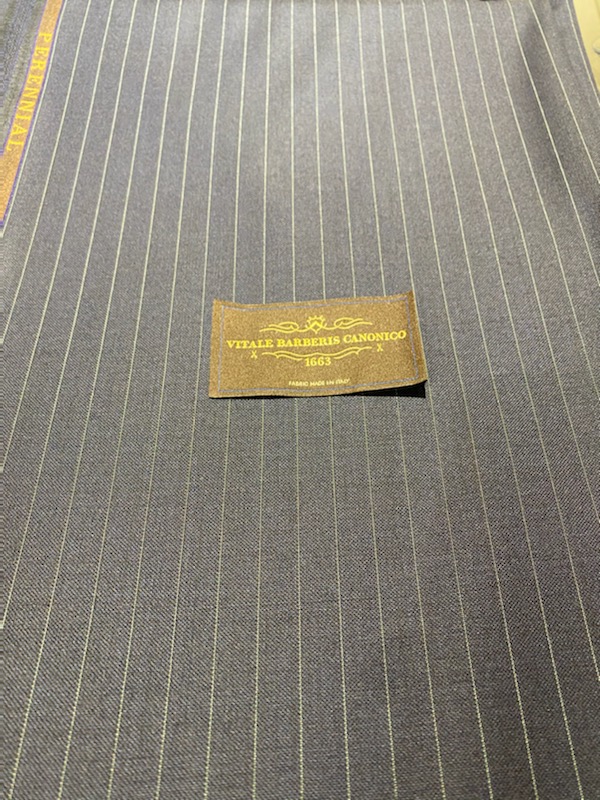 PERENNIAL
VITALE BARBERIS CANONICO
1663
FABRIC MADE IN ITALY